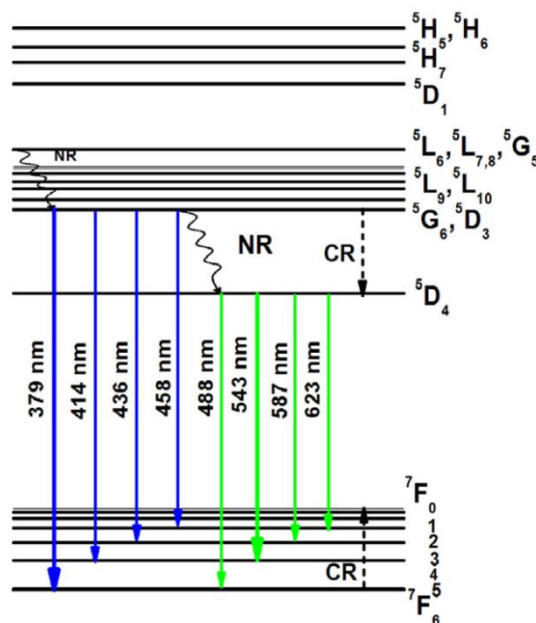 ⁵H₅, ⁵H₆
⁵H₇
⁵D₁
⁵L₆, ⁵L₇,₈, ⁵G₅
NR
⁵L₉, ⁵L₁₀
⁵G₆, ⁵D₃
NR
CR
⁵D₄
379 nm
414 nm
436 nm
458 nm
488 nm
543 nm
587 nm
623 nm
⁷F₀
1
2
3
4
5
CR
⁷F₆